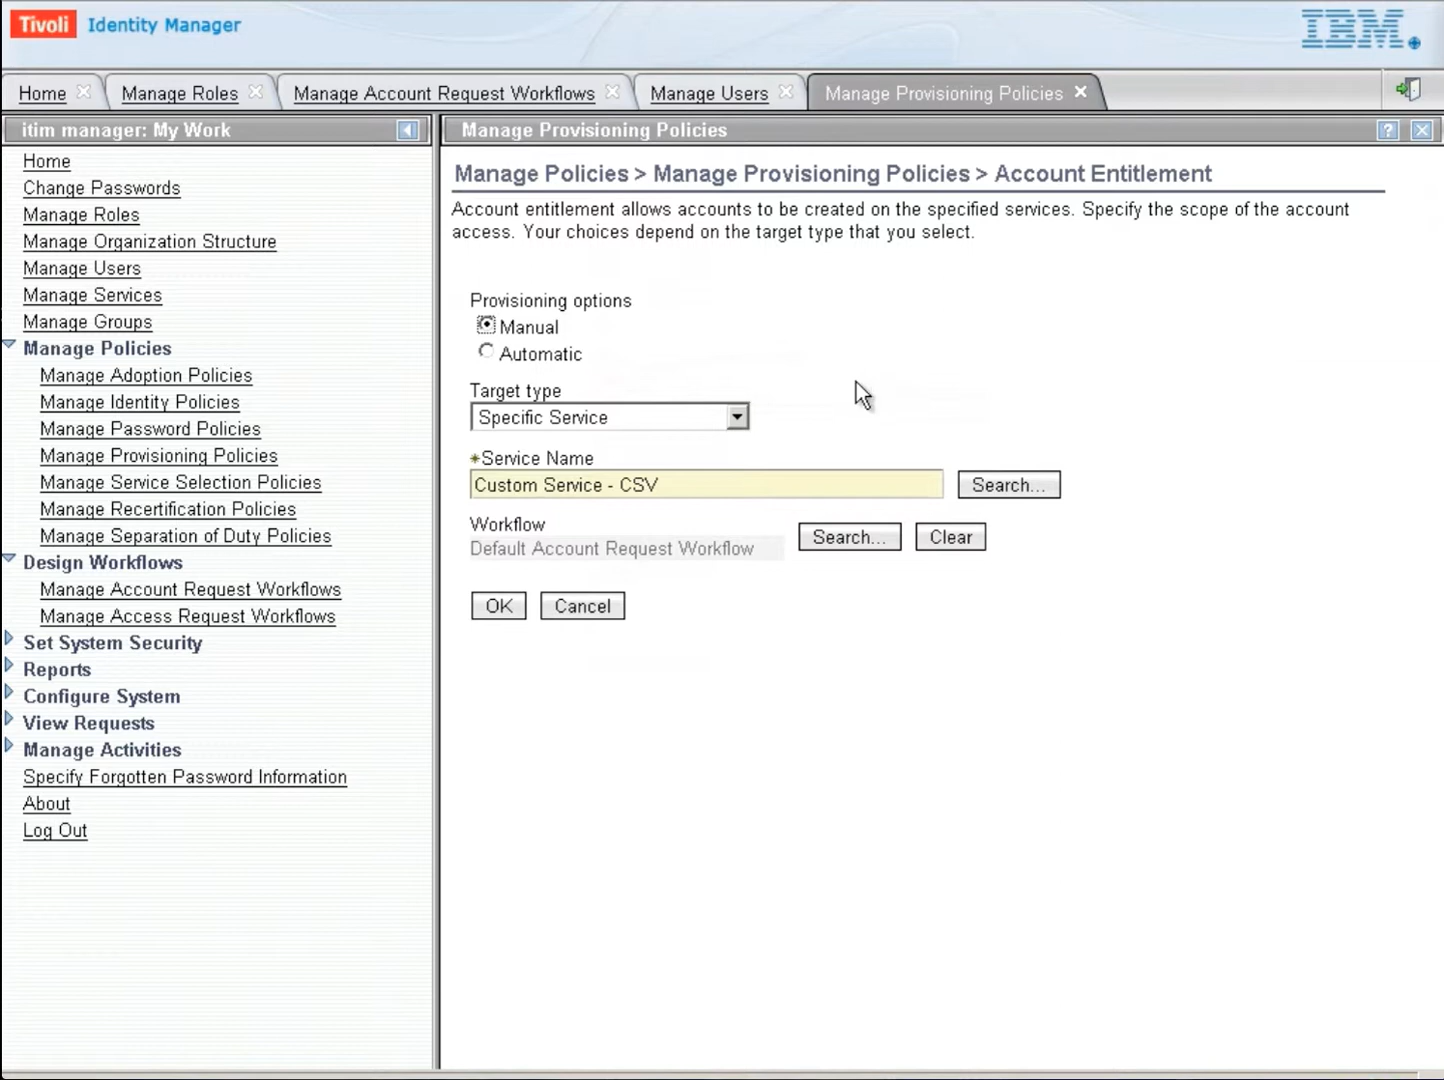 Tivoli Identity Manager
IBM.
Home
Manage Roles
Manage Account Request Workflows
Manage Users
Manage Provisioning Policies
itim manager: My Work
Home
Change Passwords
Manage Roles
Manage Organization Structure
Manage Users
Manage Services
Manage Groups
Manage Policies
Manage Adoption Policies
Manage Identity Policies
Manage Password Policies
Manage Provisioning Policies
Manage Service Selection Policies
Manage Recertification Policies
Manage Separation of Duty Policies
Design Workflows
Manage Account Request Workflows
Manage Access Request Workflows
Set System Security
Reports
Configure System
View Requests
Manage Activities
Specify Forgotten Password Information
About
Log Out
Manage Provisioning Policies
?
Manage Policies > Manage Provisioning Policies > Account Entitlement
Account entitlement allows accounts to be created on the specified services. Specify the scope of the account
access. Your choices depend on the target type that you select.
Provisioning options
Manual
Automatic
Target type
Specific Service
*Service Name
Custom Service - CSV
Search...
Workflow
Default Account Request Workflow
Search...
Clear
OK
Cancel